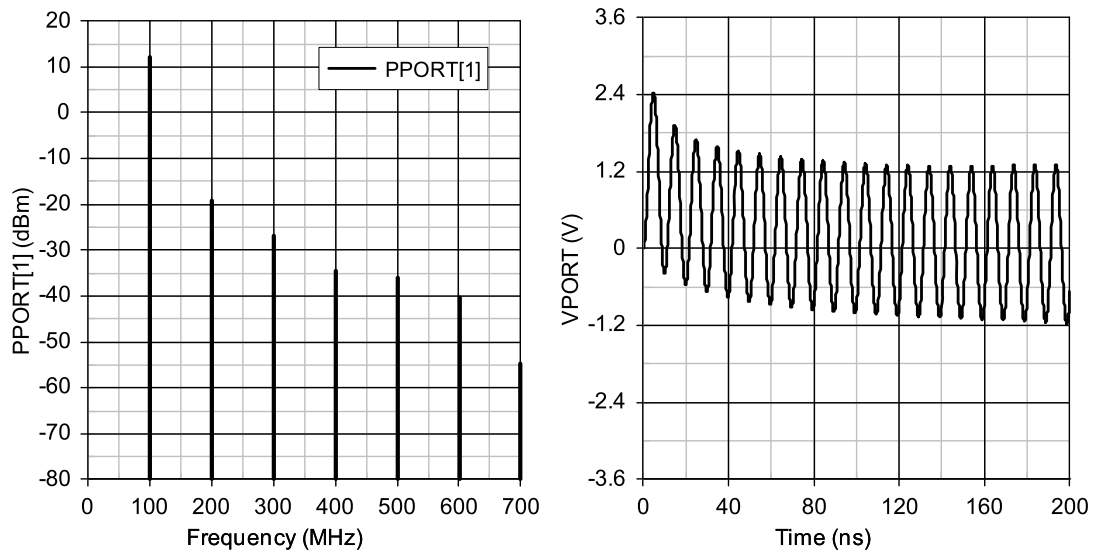 20
10
0
-10
-20
-30
-40
-50
-60
-70
-80
PPORT[1] (dBm)
PPORT[1]
0 100 200 300 400 500 600 700
Frequency (MHz)
3.6
2.4
1.2
0
-1.2
-2.4
-3.6
VPORT (V)
0 40 80 120 160 200
Time (ns)